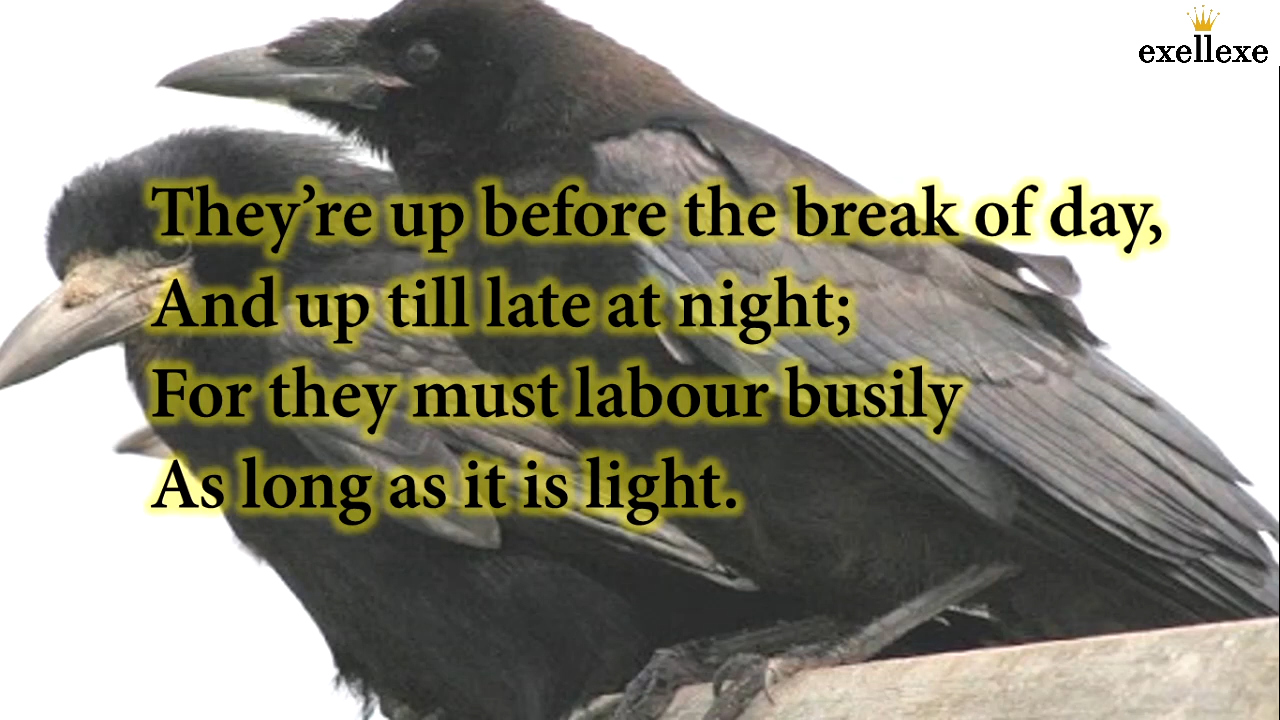 exellexe
They’re up before the break of day,
And up till late at night;
For they must labour busily
As long as it is light.